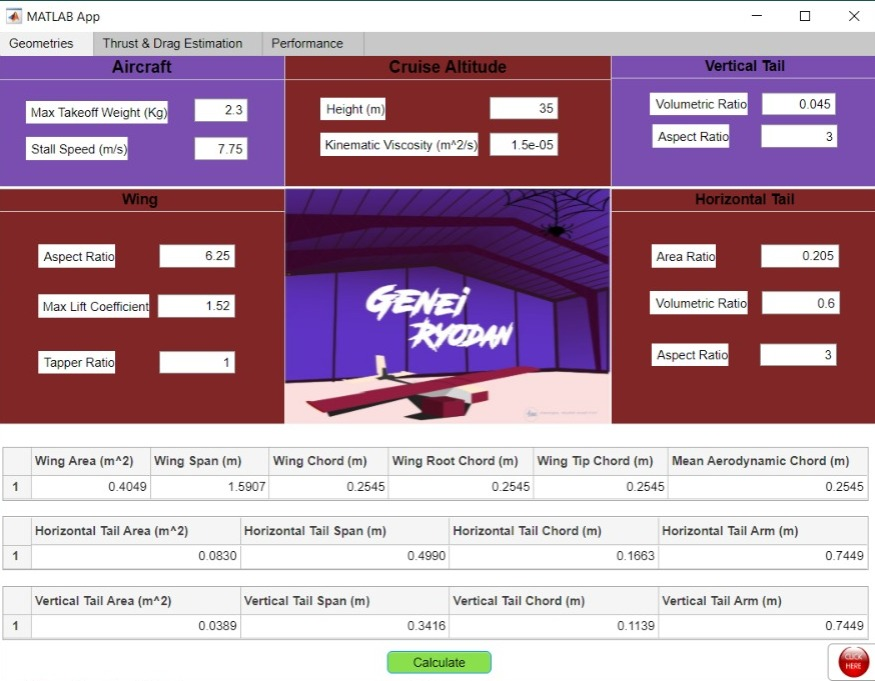 MATLAB App
Geometries Thrust & Drag Estimation Performance
Aircraft
Max Takeoff Weight (Kg) 2.3
Stall Speed (m/s) 7.75
Cruise Altitude
Height (m) 35
Kinematic Viscosity (m^2/s) 1.5e-05
Vertical Tail
Volumetric Ratio 0.045
Aspect Ratio 3
Wing
Aspect Ratio 6.25
Max Lift Coefficient 1.52
Tapper Ratio 1
GENEI
RYODAN
Horizontal Tail
Area Ratio 0.205
Volumetric Ratio 0.6
Aspect Ratio 3
Wing Area (m^2) Wing Span (m) Wing Chord (m) Wing Root Chord (m) Wing Tip Chord (m) Mean Aerodynamic Chord (m)
1 0.4049 1.5907 0.2545 0.2545 0.2545 0.2545
Horizontal Tail Area (m^2) Horizontal Tail Span (m) Horizontal Tail Chord (m) Horizontal Tail Arm (m)
1 0.0830 0.4990 0.1663 0.7449
Vertical Tail Area (m^2) Vertical Tail Span (m) Vertical Tail Chord (m) Vertical Tail Arm (m)
1 0.0389 0.3416 0.1139 0.7449
Calculate
CLICK
HERE